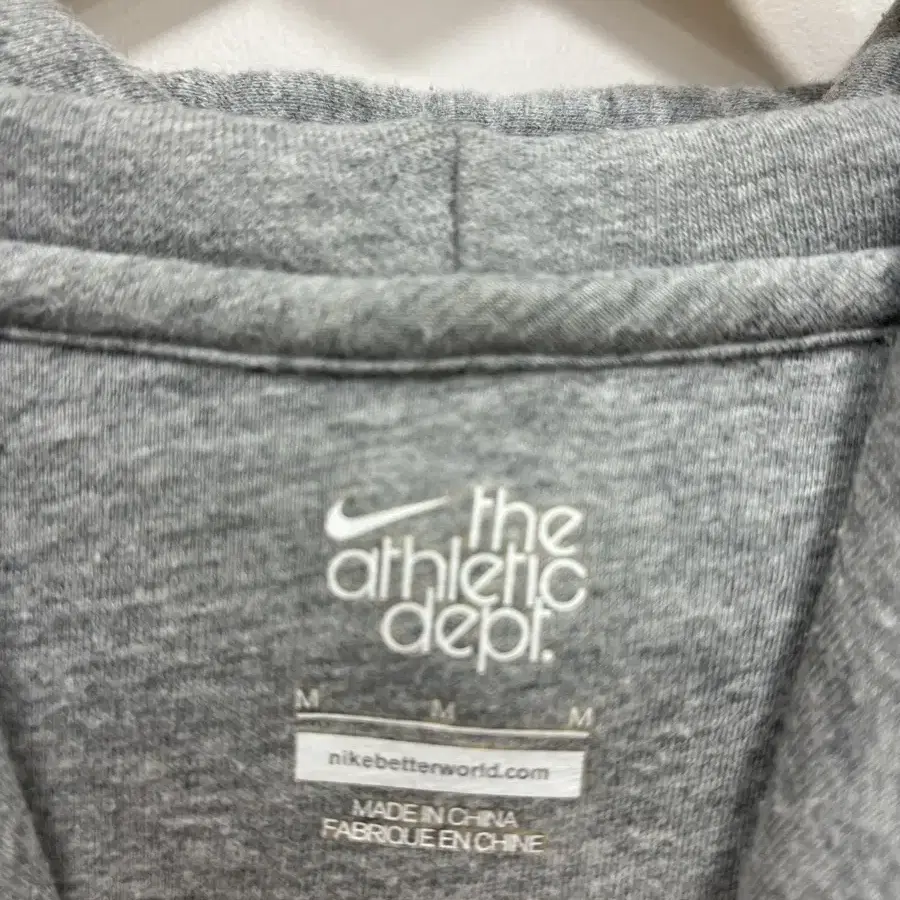 the
athletic
dept.
M M M
nikebetterworld.com
MADE IN CHINA
FABRIQUE EN CHINE